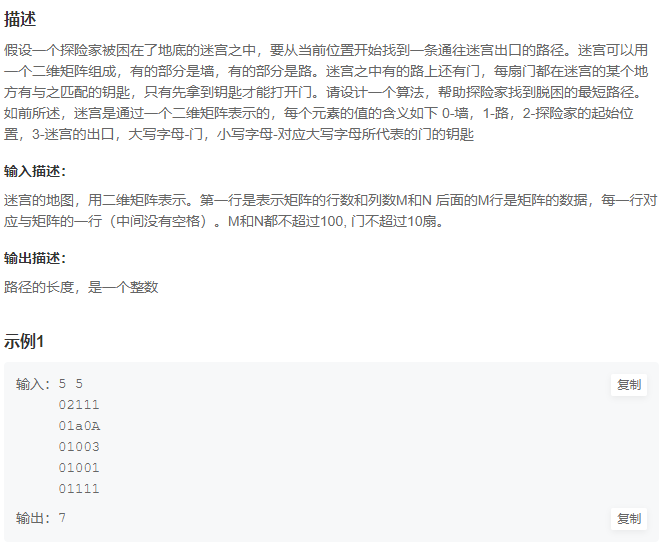 描述
假设一个探险家被困在了地底的迷宫之中，要从当前位置开始找到一条通往迷宫出口的路径。迷宫可以用
一个二维矩阵组成，有的部分是墙，有的部分是路。迷宫之中有的路上还有门，每扇门都在迷宫的某个地
方有与之匹配的钥匙，只有先拿到钥匙才能打开门。请设计一个算法，帮助探险家找到脱困的最短路径。
如前所述，迷宫是通过一个二维矩阵表示的，每个元素的值的含义如下 0-墙，1-路，2-探险家的起始位
置，3-迷宫的出口，大写字母-门，小写字母-对应大写字母所代表的门的钥匙
输入描述：
迷宫的地图，用二维矩阵表示。第一行是表示矩阵的行数和列数M和N 后面的M行是矩阵的数据，每一行对
应与矩阵的一行（中间没有空格）。M和N都不超过100, 门不超过10扇。
输出描述：
路径的长度，是一个整数
示例1
输入：5 5 复制
02111
01a0A
01003
01001
01111
输出：7 复制